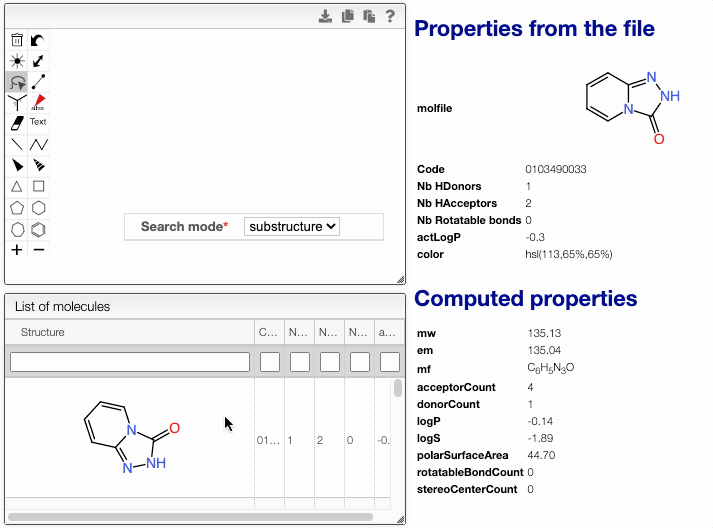 abs
Text
Search mode*
substructure
List of molecules
Structure
C...
N...
N...
N...
a...
N
N
NH
O
01...
1
2
0
-0.
Properties from the file
molfile
N
NH
N
O
Code 0103490033
Nb HDonors 1
Nb HAcceptors 2
Nb Rotatable bonds 0
actLogP -0.3
color hsl(113,65%,65%)
Computed properties
mw 135.13
em 135.04
mf C₆H₅N₃O
acceptorCount 4
donorCount 1
logP -0.14
logS -1.89
polarSurfaceArea 44.70
rotatableBondCount 0
stereoCenterCount 0